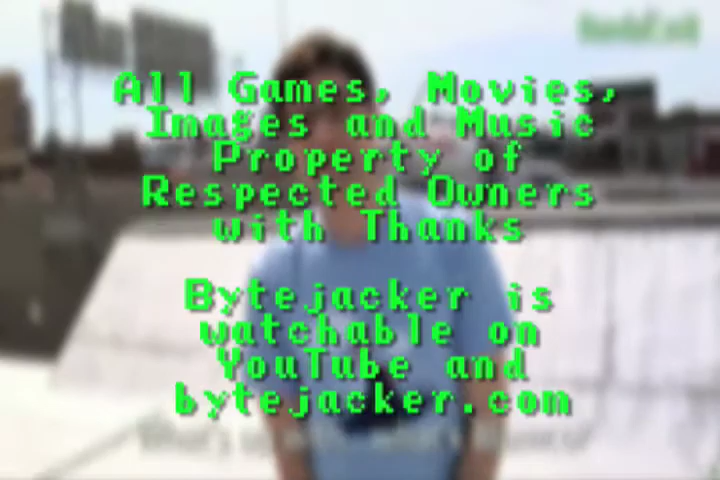 All Games, Movies,
Images and Music
Property of
Respected Owners
with Thanks
Bytejacker is
watchable on
YouTube and
bytejacker.com